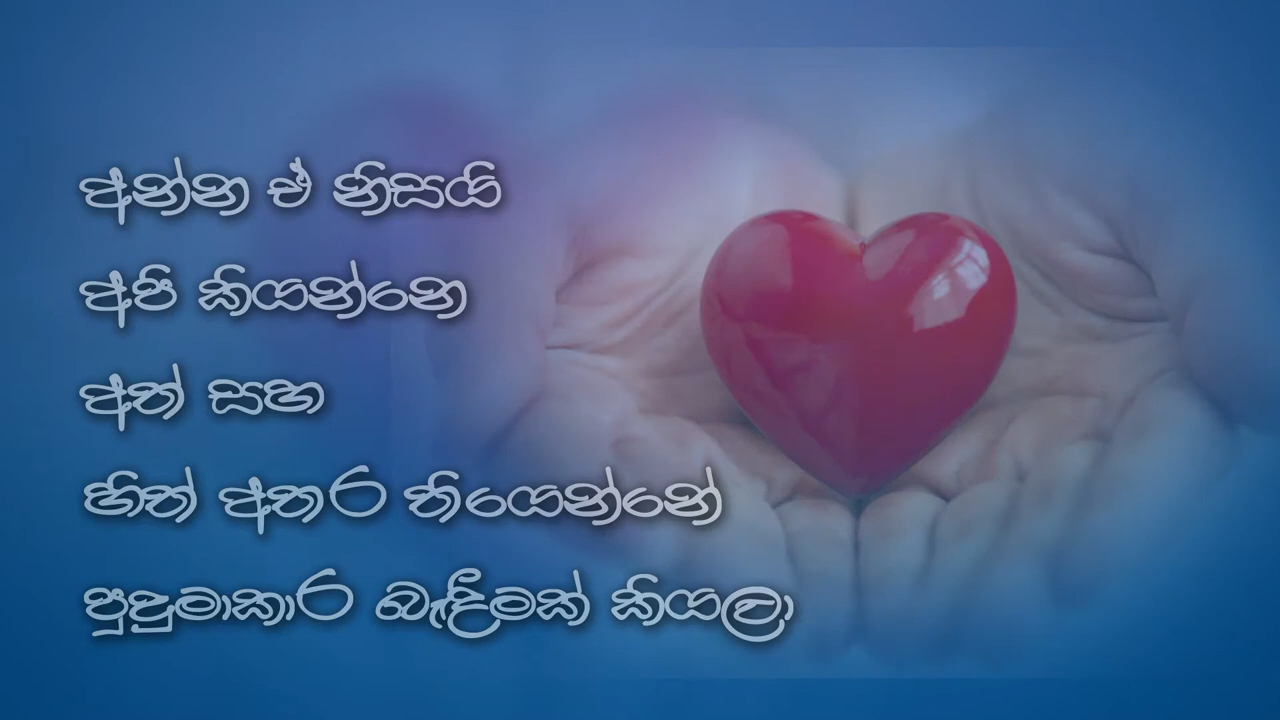 අන්න ඒ නිසයි
අපි කියන්නෙ
අත් සහ
හිත් අතර තියෙන්නේ
පුදුමාකාර බැඳීමක් කියලා